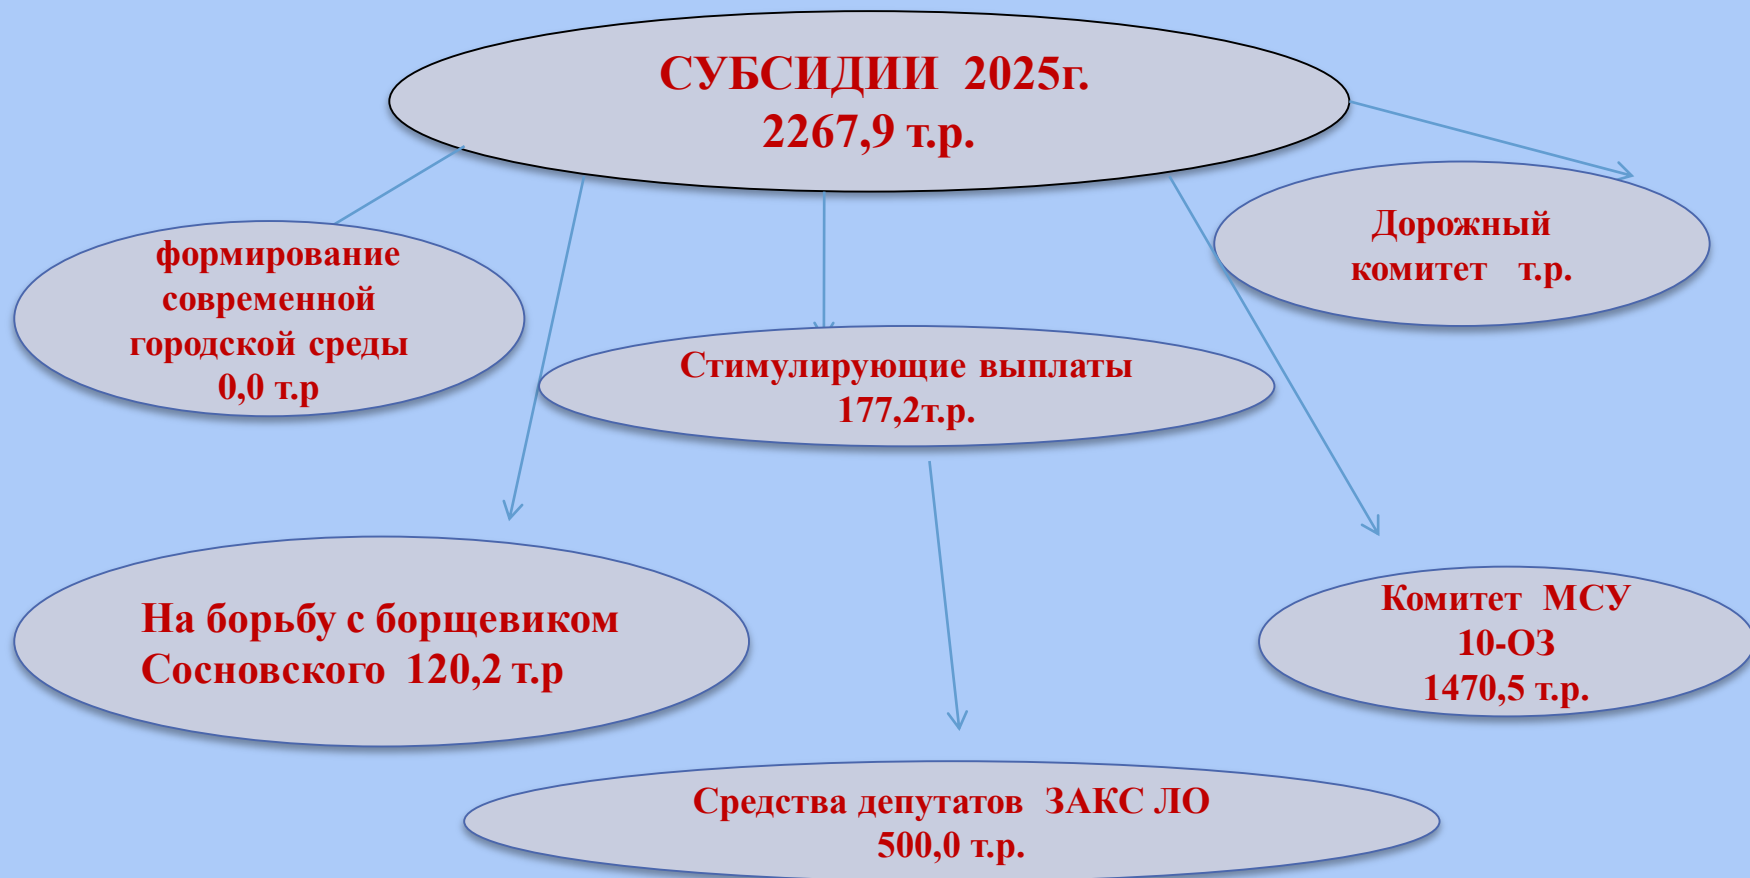 СУБСИДИИ 2025г.
2267,9 т.р.
формирование
современной
городской среды
0,0 т.р
Дорожный
комитет т.р.
Стимулирующие выплаты
177,2т.р.
На борьбу с борщевиком
Сосновского 120,2 т.р
Комитет МСУ
10-ОЗ
1470,5 т.р.
Средства депутатов ЗАКС ЛО
500,0 т.р.